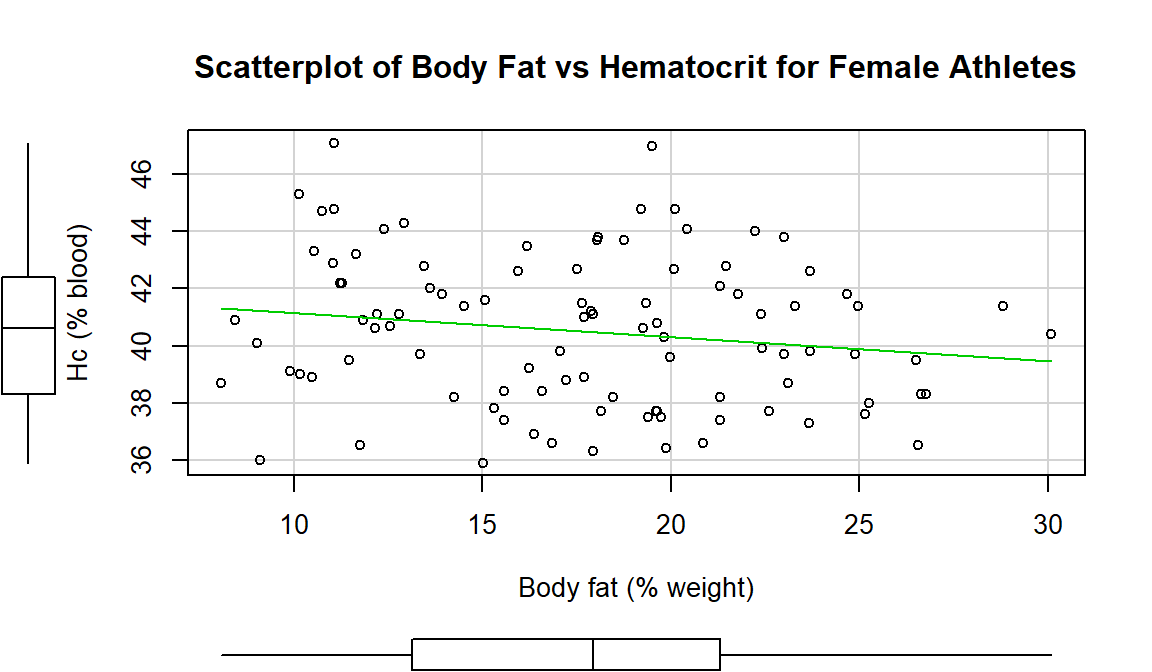 Scatterplot of Body Fat vs Hematocrit for Female Athletes
Hc (% blood)
46
44
42
40
38
36
10 15 20 25 30
Body fat (% weight)